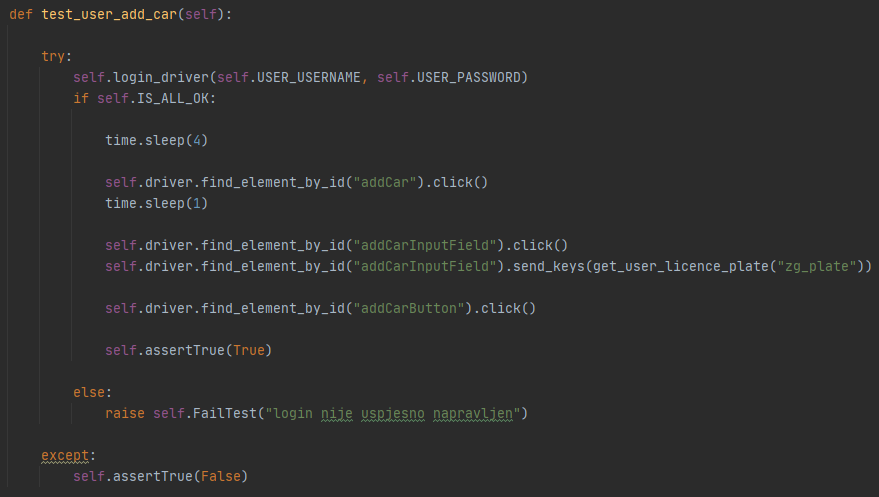 def test_user_add_car(self):
try:
self.login_driver(self.USER_USERNAME, self.USER_PASSWORD)
if self.IS_ALL_OK:
time.sleep(4)
self.driver.find_element_by_id("addCar").click()
time.sleep(1)
self.driver.find_element_by_id("addCarInputField").click()
self.driver.find_element_by_id("addCarInputField").send_keys(get_user_licence_plate("zg_plate"))
self.driver.find_element_by_id("addCarButton").click()
self.assertTrue(True)
else:
raise self.FailTest("login nije uspjesno napravljen")
except:
self.assertTrue(False)